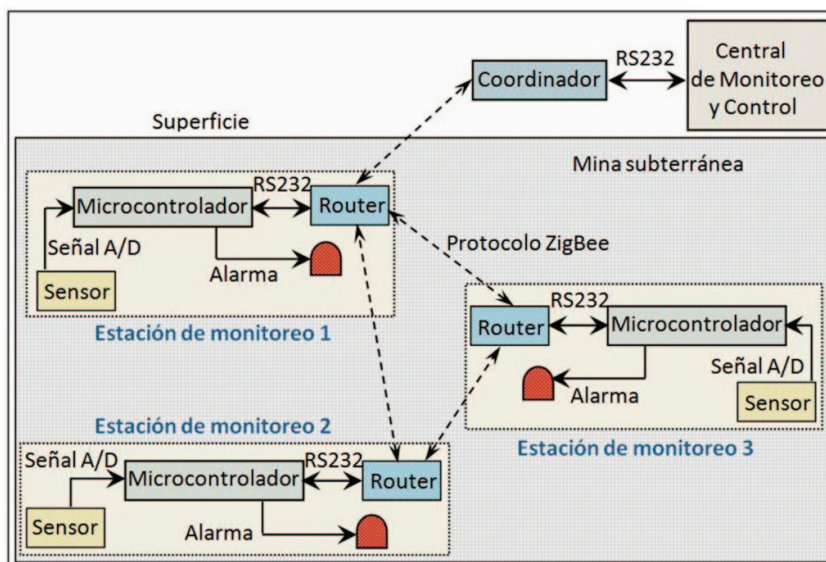 RS232
Coordinador
Central
de Monitoreo
y Control
Superficie
Mina subterránea
RS232
Microcontrolador
Router
Señal A/D
Alarma
Sensor
Protocolo ZigBee
Estación de monitoreo 1
RS232
Router
Microcontrolador
Señal A/D
Alarma
Sensor
Estación de monitoreo 3
Estación de monitoreo 2
Señal A/D
RS232
Microcontrolador
Router
Sensor
Alarma